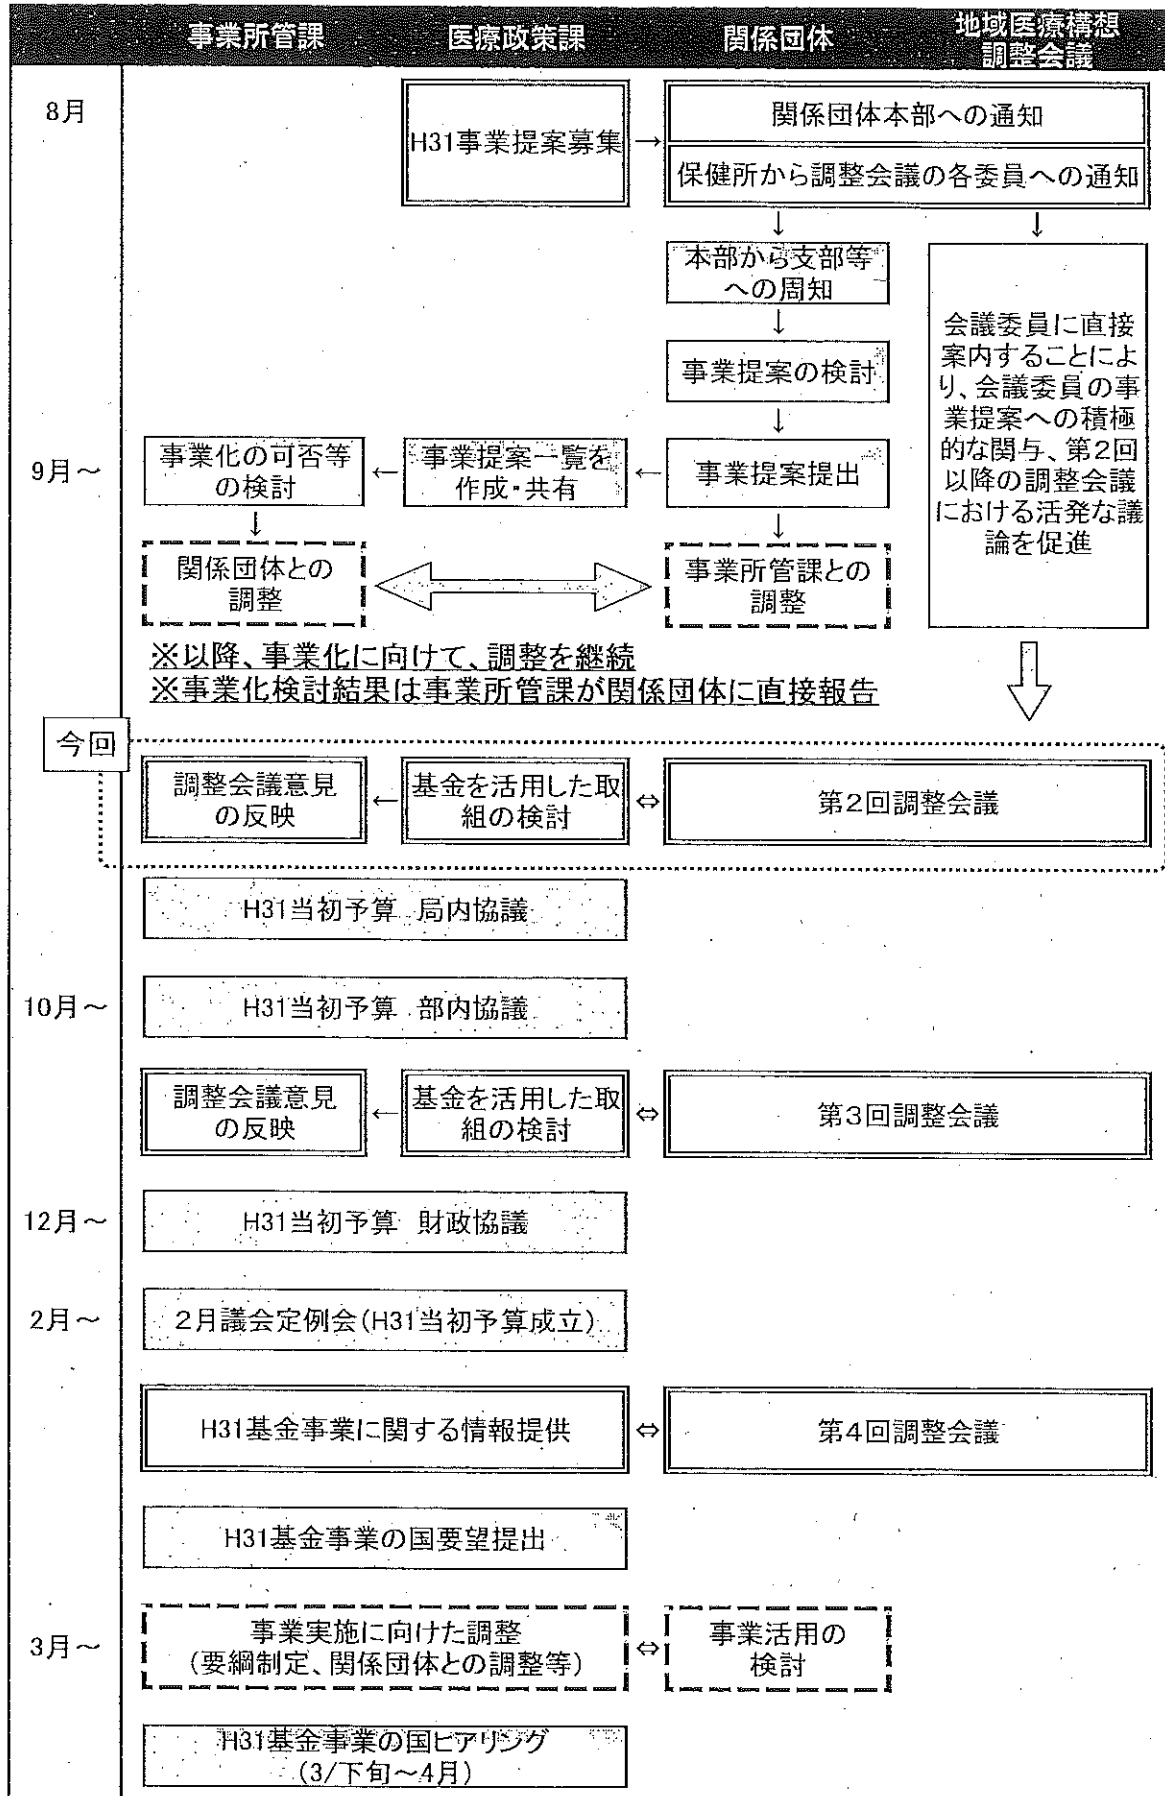 事業所管課
医療政策課
関係団体
地域医療構想
調整会議
8月
H31事業提案募集
→
関係団体本部への通知
保健所から調整会議の各委員への通知
↓
↓
本部から支部等
への周知
↓
事業提案の検討
↓
会議委員に直接
案内することによ
り、会議委員の事
業提案への積極
的な関与、第2回
以降の調整会議
における活発な議
論を促進
9月～
事業化の可否等
の検討
←
事業提案一覧を
作成・共有
←
事業提案提出
↓
↓
関係団体との
調整
事業所管課との
調整
※以降、事業化に向けて、調整を継続
※事業化検討結果は事業所管課が関係団体に直接報告
今回
調整会議意見
の反映
←
基金を活用した取
組の検討
⇔
第2回調整会議
H31当初予算 局内協議
10月～
H31当初予算 部内協議
調整会議意見
の反映
←
基金を活用した取
組の検討
⇔
第3回調整会議
12月～
H31当初予算 財政協議
2月～
2月議会定例会(H31当初予算成立)
H31基金事業に関する情報提供
⇔
第4回調整会議
H31基金事業の国要望提出
3月～
事業実施に向けた調整
(要綱制定、関係団体との調整等)
⇔
事業活用の
検討
H31基金事業の国ヒアリング
(3/下旬～4月)